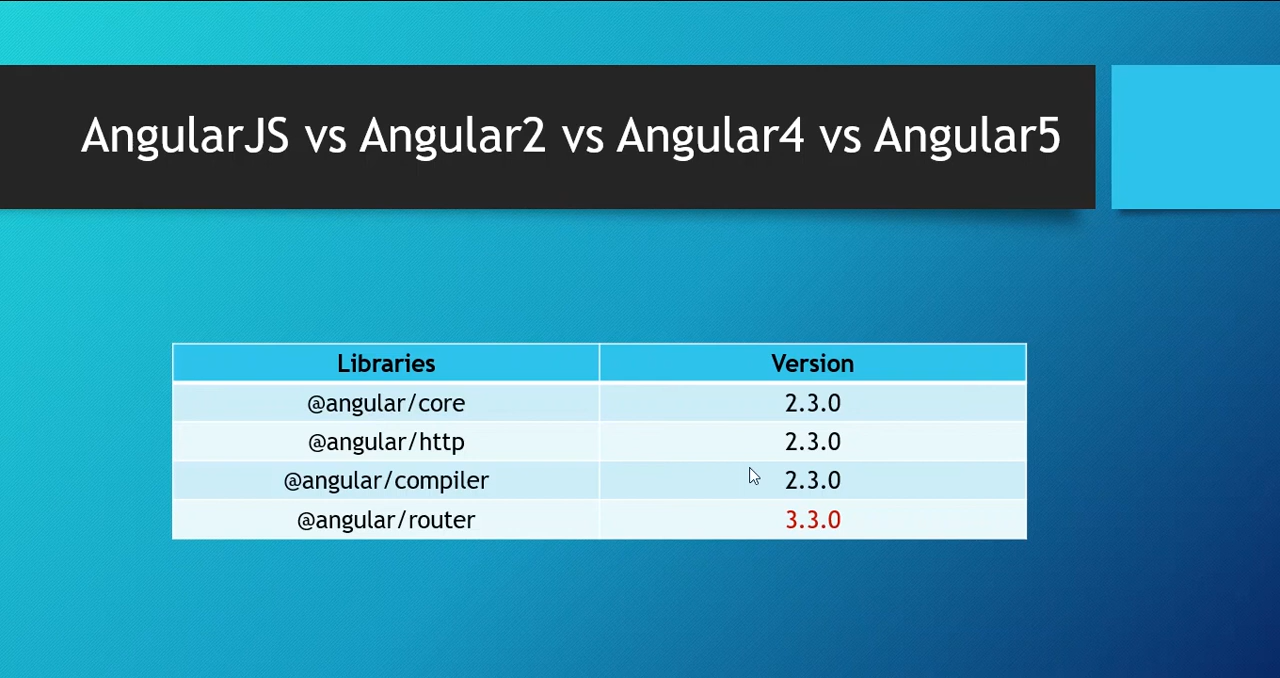 AngularJS vs Angular2 vs Angular4 vs Angular5
Libraries Version
@angular/core 2.3.0
@angular/http 2.3.0
@angular/compiler 2.3.0
@angular/router 3.3.0